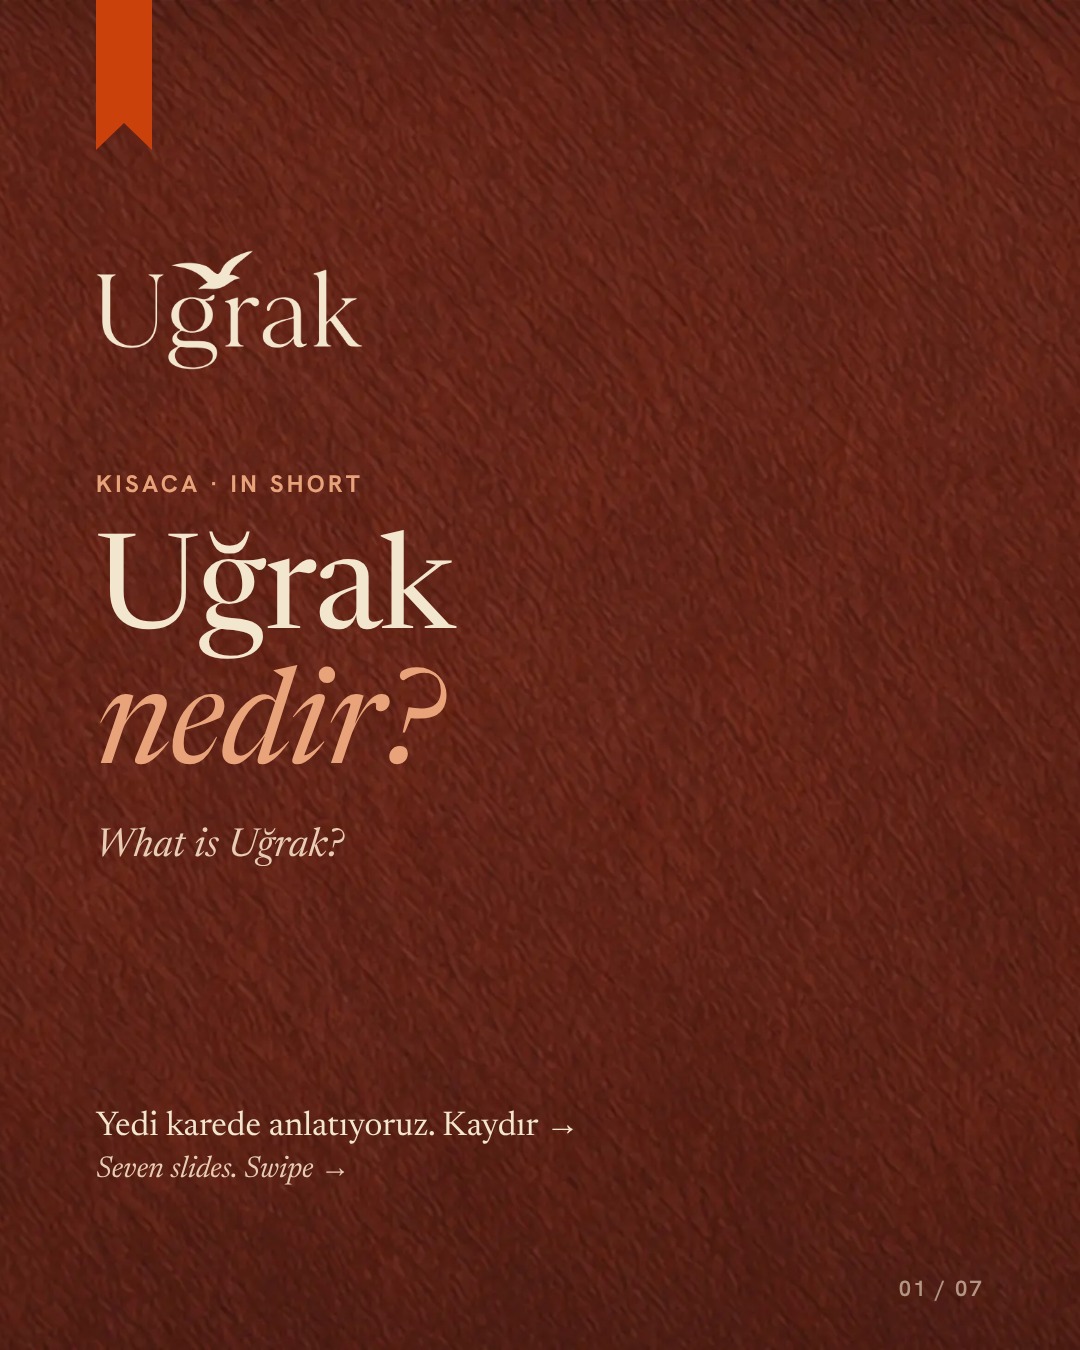 Uğrak
KISACA · IN SHORT
Uğrak
nedir?
What is Uğrak?
Yedi karede anlatıyoruz. Kaydır →
Seven slides. Swipe →
01 / 07